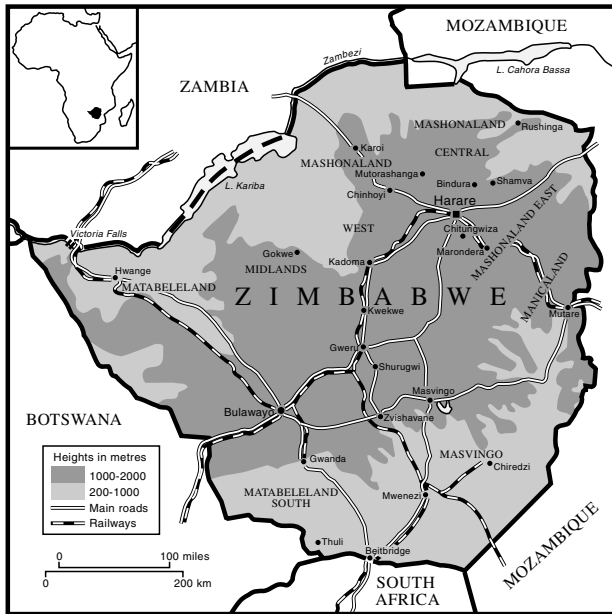 MOZAMBIQUE
Zambezi
L. Cahora Bassa
ZAMBIA
MASHONALAND
Rushinga
Karoi
CENTRAL
MASHONALAND
Mutorashanga
L. Kariba
Bindura
Shamva
Chinhoyi
Harare
MASHONALAND EAST
WEST
Chitungwiza
Victoria Falls
Marondera
Gokwe
Kadoma
MIDLANDS
Hwange
MATABELELAND
MANICALAND
ZIMBABWE
Kwekwe
Mutare
Gweru
Shurugwi
Masvingo
Bulawayo
Zvishavane
BOTSWANA
Heights in metres
1000-2000
200-1000
Main roads
Railways
MASVINGO
Gwanda
Chiredzi
MATABELELAND
SOUTH
Mwenezi
Thuli
Beitbridge
MOZAMBIQUE
0 100 miles
0 200 km
SOUTH
AFRICA